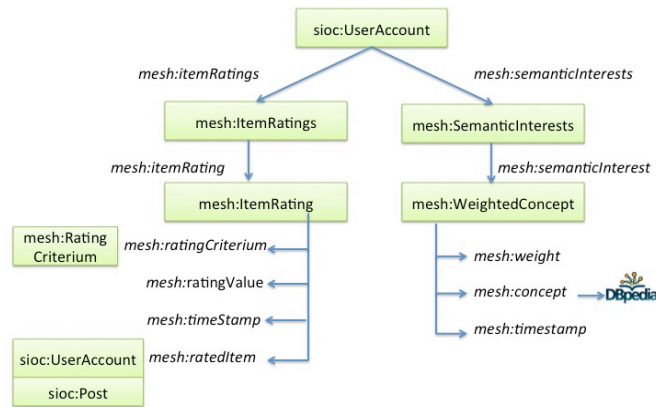 sioc:UserAccount
mesh:itemRatings
mesh:semanticInterests
mesh:ItemRatings
mesh:SemanticInterests
mesh:itemRating
mesh:semanticInterest
mesh:ItemRating
mesh:WeightedConcept
mesh:Rating
Criterium
mesh:ratingCriterium
mesh:ratingValue
mesh:timeStamp
mesh:ratedItem
mesh:weight
mesh:concept
DBpedia
mesh:timestamp
sioc:UserAccount
sioc:Post